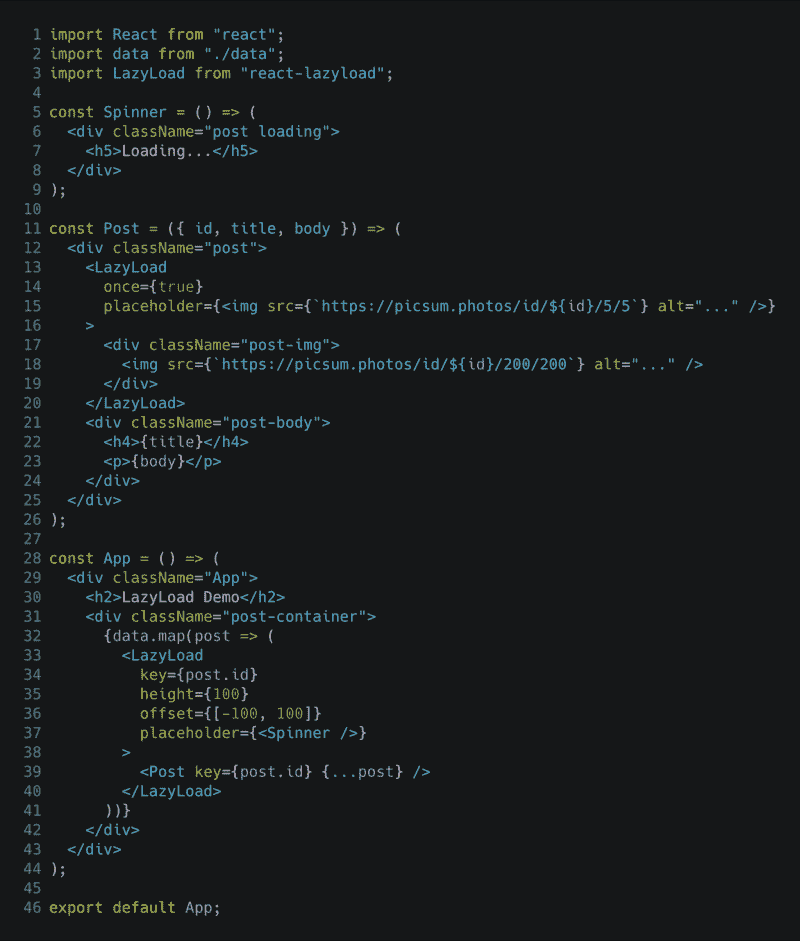 1 import React from "react";
2 import data from "./data";
3 import LazyLoad from "react-lazyload";
4
5 const Spinner = () => (
6   <div className="post loading">
7     <h5>Loading...</h5>
8   </div>
9 );
10
11 const Post = ({ id, title, body }) => (
12   <div className="post">
13     <LazyLoad
14       once={true}
15       placeholder={<img src={`https://picsum.photos/id/${id}/5/5`} alt="..." />}
16     >
17       <div className="post-img">
18         <img src={`https://picsum.photos/id/${id}/200/200`} alt="..." />
19       </div>
20     </LazyLoad>
21     <div className="post-body">
22       <h4>{title}</h4>
23       <p>{body}</p>
24     </div>
25   </div>
26 );
27
28 const App = () => (
29   <div className="App">
30     <h2>LazyLoad Demo</h2>
31     <div className="post-container">
32       {data.map(post => (
33         <LazyLoad
34           key={post.id}
35           height={100}
36           offset={[-100, 100]}
37           placeholder={<Spinner />}
38         >
39           <Post key={post.id} {...post} />
40         </LazyLoad>
41       ))}
42     </div>
43   </div>
44 );
45
46 export default App;